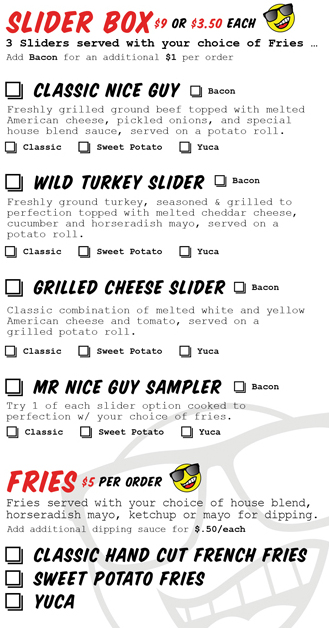 SLIDER BOX $9 OR $3.50 EACH
3 Sliders served with your choice of Fries …
Add Bacon for an additional $1 per order
CLASSIC NICE GUY Bacon
Freshly grilled ground beef topped with melted
American cheese, pickled onions, and special
house blend sauce, served on a potato roll.
Classic Sweet Potato Yuca
WILD TURKEY SLIDER Bacon
Freshly ground turkey, seasoned & grilled to
perfection topped with melted cheddar cheese,
cucumber and horseradish mayo, served on a
potato roll.
Classic Sweet Potato Yuca
GRILLED CHEESE SLIDER Bacon
Classic combination of melted white and yellow
American cheese and tomato, served on a
grilled potato roll.
Classic Sweet Potato Yuca
MR NICE GUY SAMPLER Bacon
Try 1 of each slider option cooked to
perfection w/ your choice of fries.
Classic Sweet Potato Yuca
FRIES $5 PER ORDER
Fries served with your choice of house blend,
horseradish mayo, ketchup or mayo for dipping.
Add additional dipping sauce for $.50/each
CLASSIC HAND CUT FRENCH FRIES
SWEET POTATO FRIES
YUCA